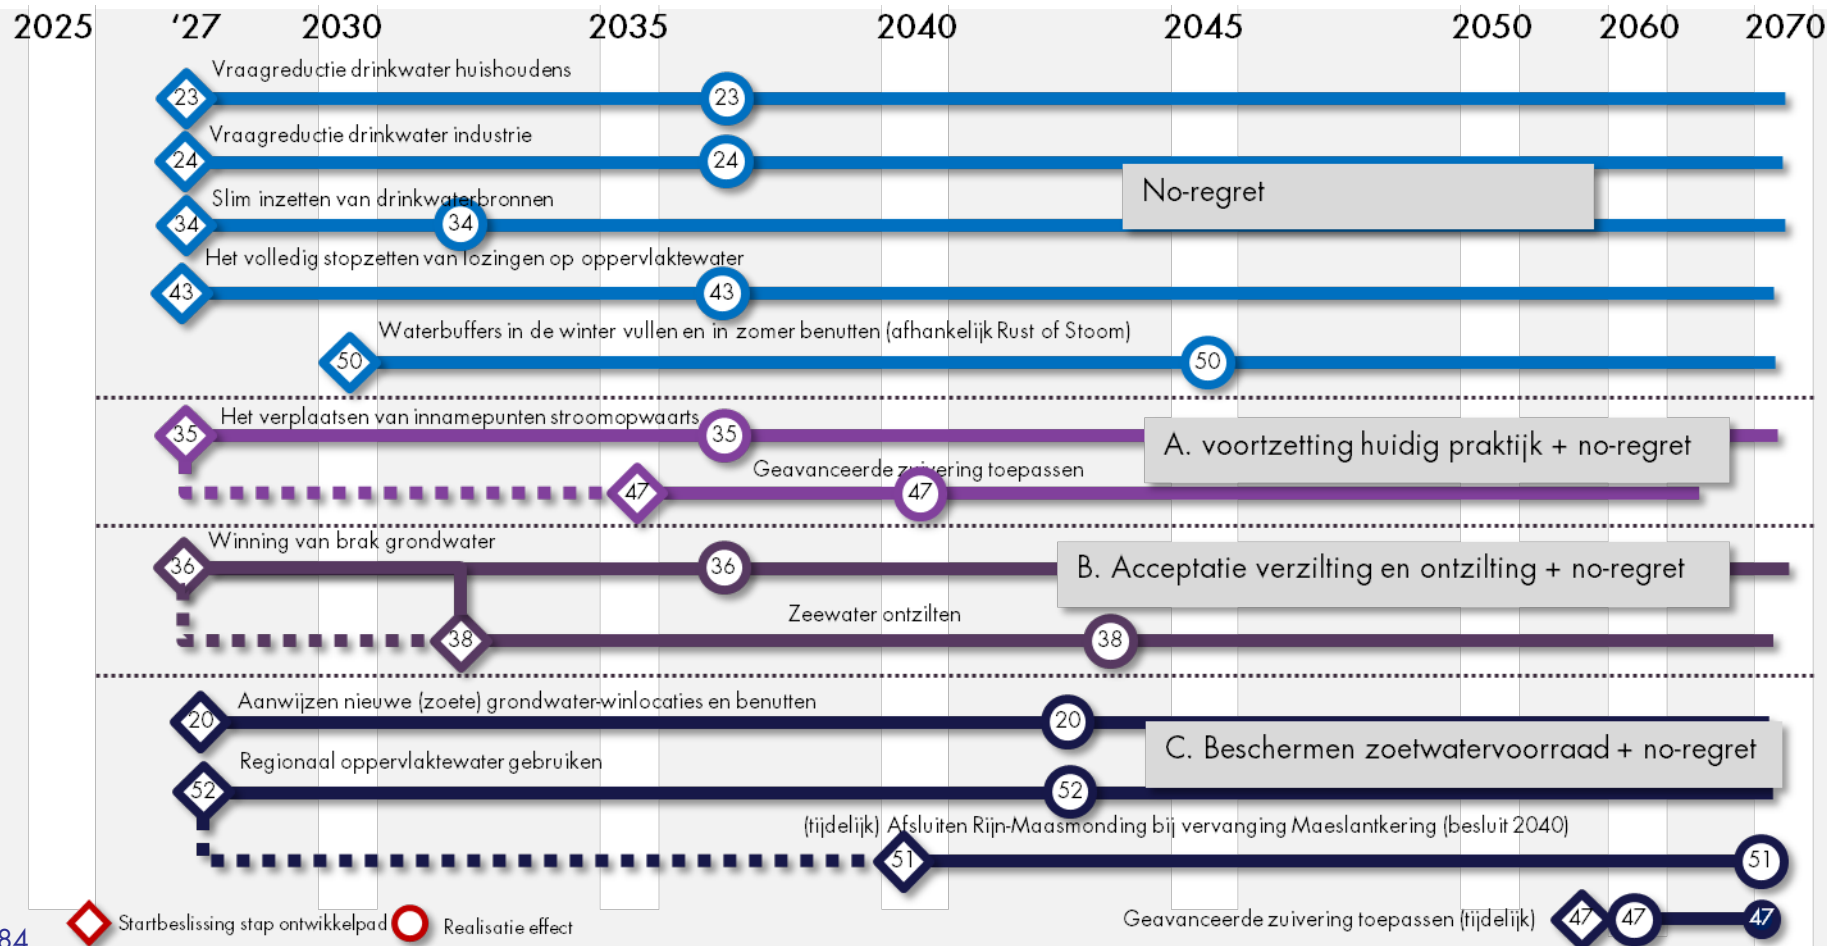 2025 ‘27 2030 2035 2040 2045 2050 2060 2070
Vraagreductie drinkwater huishoudens
23 23
Vraagreductie drinkwater industrie
24 24
No-regret
Slim inzetten van drinkwaterbronnen
34 34
Het volledig stopzetten van lozingen op oppervlaktewater
43 43
Waterbuffers in de winter vullen en in zomer benutten (afhankelijk Rust of Stoom)
50 50
Het verplaatsen van innamepunten stroomopwaarts
35 35
A. voortzetting huidig praktijk + no-regret
Geavanceerde zuivering toepassen
47 47
Winning van brak grondwater
36 36
B. Acceptatie verzilting en ontzilting + no-regret
Zeewater ontzilten
38 38
Aanwijzen nieuwe (zoete) grondwater-winlocaties en benutten
20 20
C. Beschermen zoetwatervoorraad + no-regret
Regionaal oppervlaktewater gebruiken
52 52
(tijdelijk) Afsluiten Rijn-Maasmonding bij vervanging Maeslantkering (besluit 2040)
51 51
Geavanceerde zuivering toepassen (tijdelijk) 47 47 47
Startbeslissing stap ontwikkelpad Realisatie effect
84